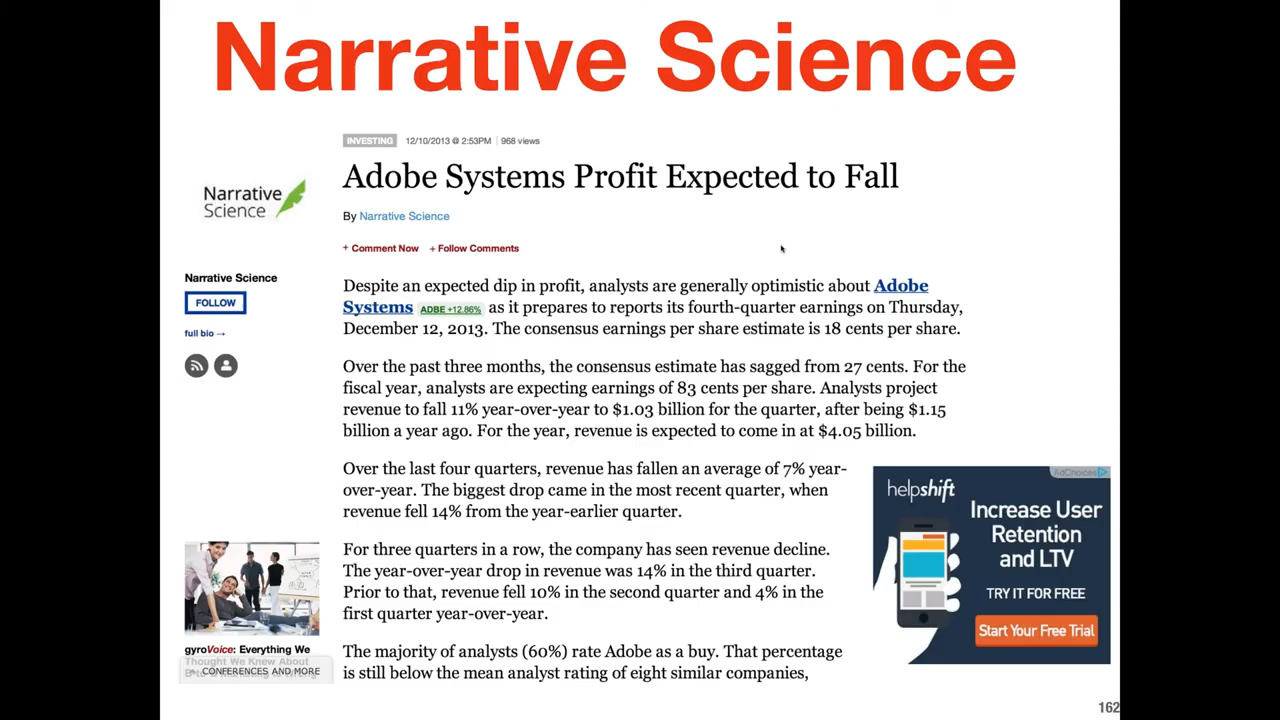 Narrative Science
INVESTING 12/10/2013 @ 2:53PM 968 views
Adobe Systems Profit Expected to Fall
Narrative
Science
By Narrative Science
+ Comment Now + Follow Comments
Narrative Science
FOLLOW
full bio →
Despite an expected dip in profit, analysts are generally optimistic about Adobe
Systems ADBE +12.86% as it prepares to reports its fourth-quarter earnings on Thursday,
December 12, 2013. The consensus earnings per share estimate is 18 cents per share.
Over the past three months, the consensus estimate has sagged from 27 cents. For the
fiscal year, analysts are expecting earnings of 83 cents per share. Analysts project
revenue to fall 11% year-over-year to $1.03 billion for the quarter, after being $1.15
billion a year ago. For the year, revenue is expected to come in at $4.05 billion.
Over the last four quarters, revenue has fallen an average of 7% year-
over-year. The biggest drop came in the most recent quarter, when
revenue fell 14% from the year-earlier quarter.
For three quarters in a row, the company has seen revenue decline.
The year-over-year drop in revenue was 14% in the third quarter.
Prior to that, revenue fell 10% in the second quarter and 4% in the
first quarter year-over-year.
The majority of analysts (60%) rate Adobe as a buy. That percentage
is still below the mean analyst rating of eight similar companies,
AdChoices
helpshift
Increase User
Retention
and LTV
TRY IT FOR FREE
Start Your Free Trial
gyroVoice: Everything We
Thought We Knew About
CONFERENCES AND MORE
162